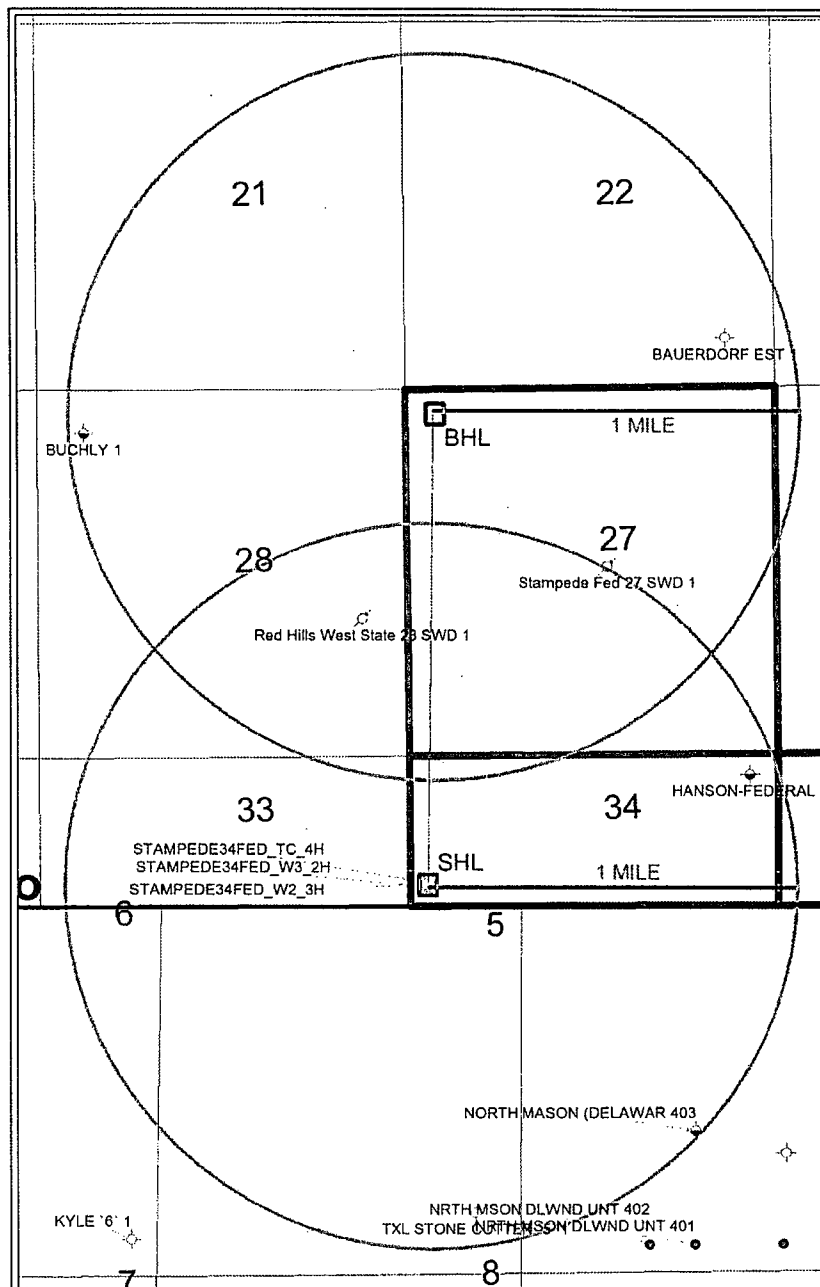 21
22
BAUERDORF EST 1
BHL
1 MILE
BUCHLY 1
27
28
Stampede Fed 27 SWD 1
Red Hills West State 28 SWD 1
HANSON-FEDERAL
33
34
STAMPEDE34FED_TC_4H
STAMPEDE34FED_W3_2H
STAMPEDE34FED_W2_3H
SHL
1 MILE
O
6
5
NORTH MASON (DELAWAR 403
NRTH MSON DLWND UNT 402
TXL STONE CUTTER
NRTH MSON DLWND UNT 401
KYLE `6` 1
7
8